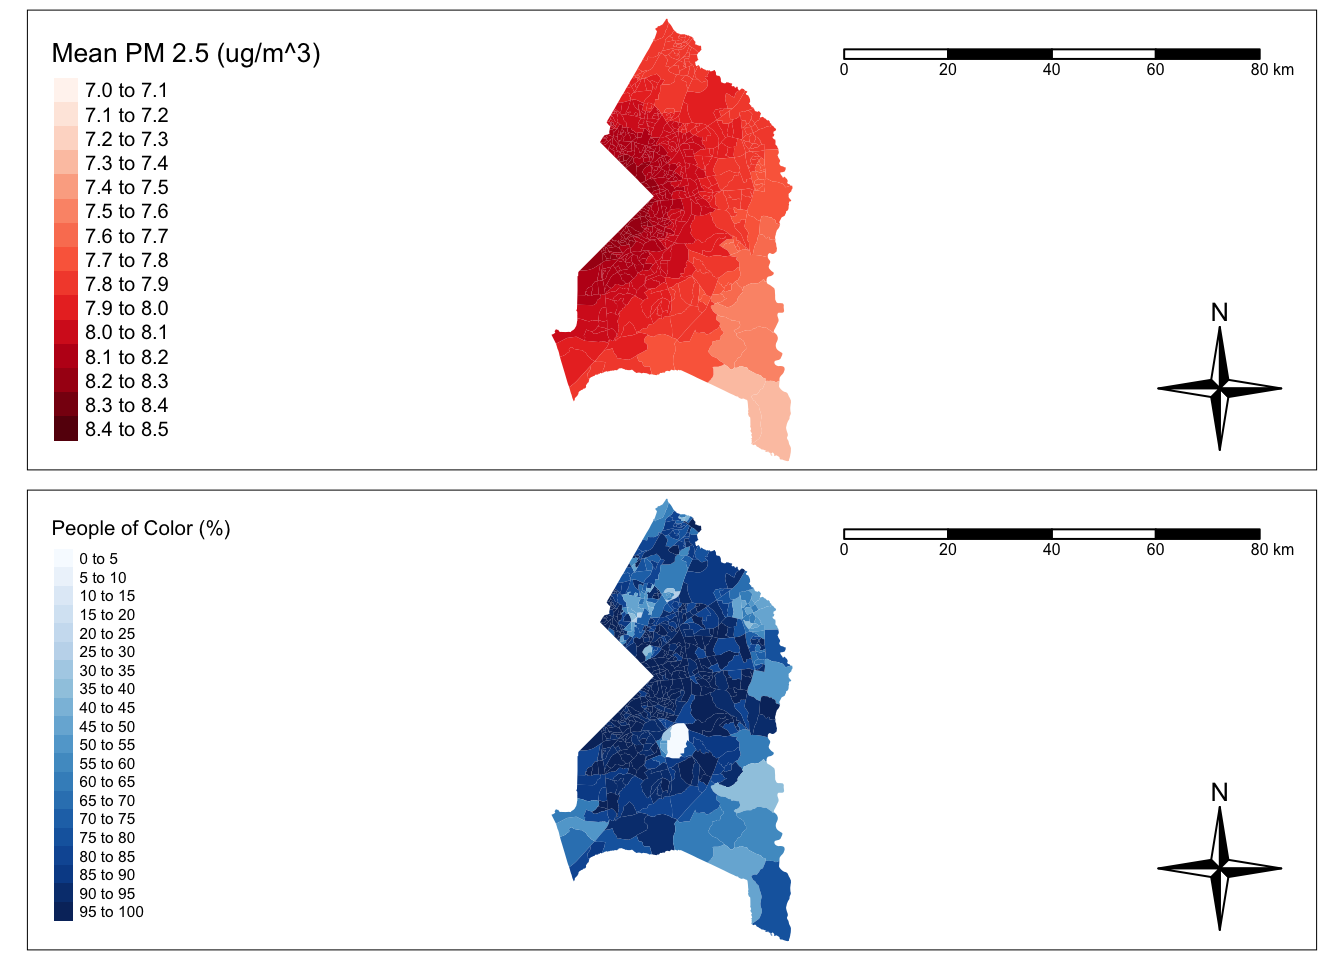 Mean PM 2.5 (ug/m^3)
7.0 to 7.1
7.1 to 7.2
7.2 to 7.3
7.3 to 7.4
7.4 to 7.5
7.5 to 7.6
7.6 to 7.7
7.7 to 7.8
7.8 to 7.9
7.9 to 8.0
8.0 to 8.1
8.1 to 8.2
8.2 to 8.3
8.3 to 8.4
8.4 to 8.5
0 20 40 60 80 km
N
People of Color (%)
0 to 5
5 to 10
10 to 15
15 to 20
20 to 25
25 to 30
30 to 35
35 to 40
40 to 45
45 to 50
50 to 55
55 to 60
60 to 65
65 to 70
70 to 75
75 to 80
80 to 85
85 to 90
90 to 95
95 to 100
0 20 40 60 80 km
N